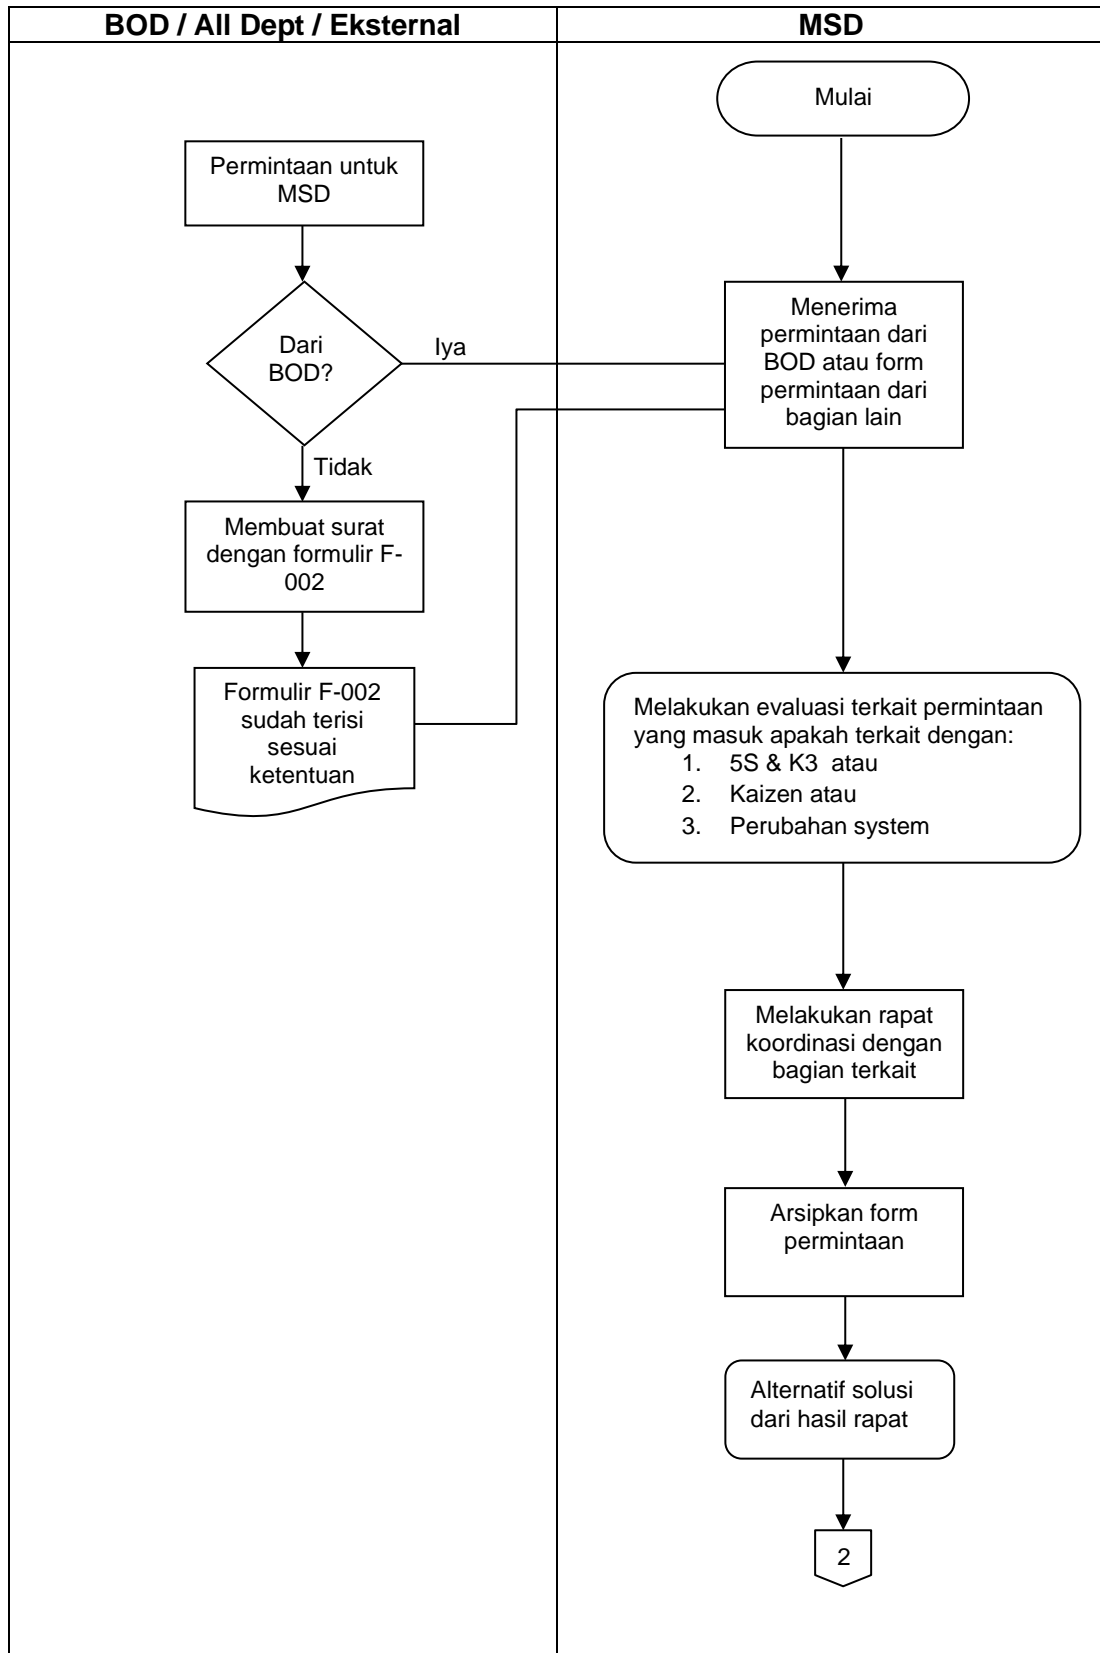 BOD / All Dept / Eksternal
MSD
Mulai
Permintaan untuk
MSD
Dari
BOD?
Iya
Tidak
Membuat surat
dengan formulir F-
002
Formulir F-002
sudah terisi
sesuai
ketentuan
Menerima
permintaan dari
BOD atau form
permintaan dari
bagian lain
Melakukan evaluasi terkait permintaan
yang masuk apakah terkait dengan:
1. 5S & K3 atau
2. Kaizen atau
3. Perubahan system
Melakukan rapat
koordinasi dengan
bagian terkait
Arsipkan form
permintaan
Alternatif solusi
dari hasil rapat
2